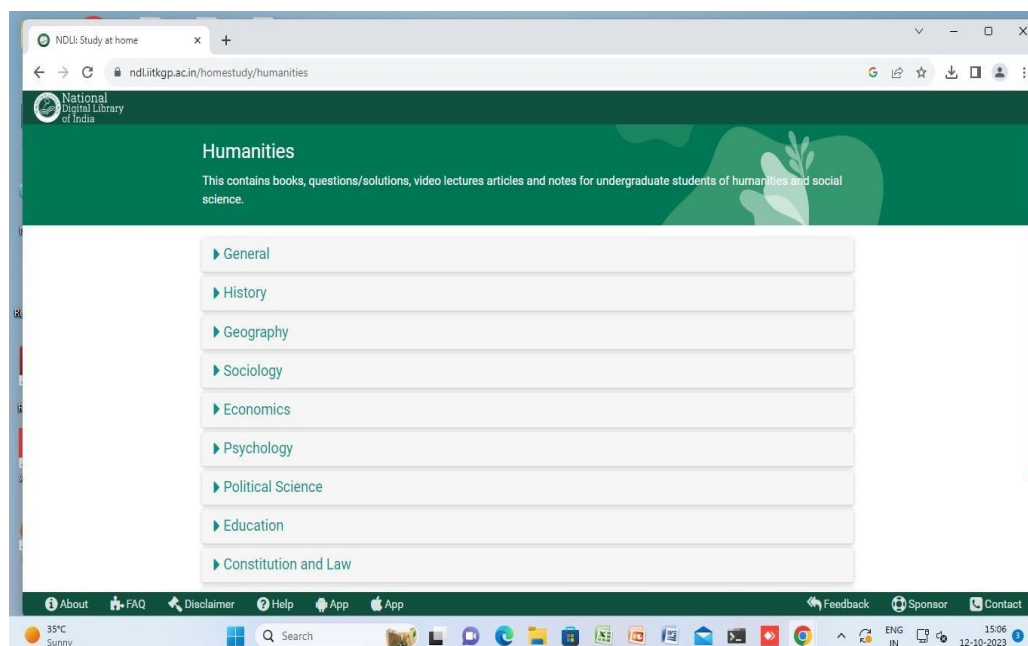 NDLI: Study at home
ndl.iitkgp.ac.in/homestudy/humanities
National
Digital Library
of India
Humanities
This contains books, questions/solutions, video lectures articles and notes for undergraduate students of humanities and social
science.
General
History
Geography
Sociology
Economics
Psychology
Political Science
Education
Constitution and Law
About FAQ Disclaimer Help App App Feedback Sponsor Contact
35°C
Sunny
Search
ENG
IN
15:06
12-10-2023
3